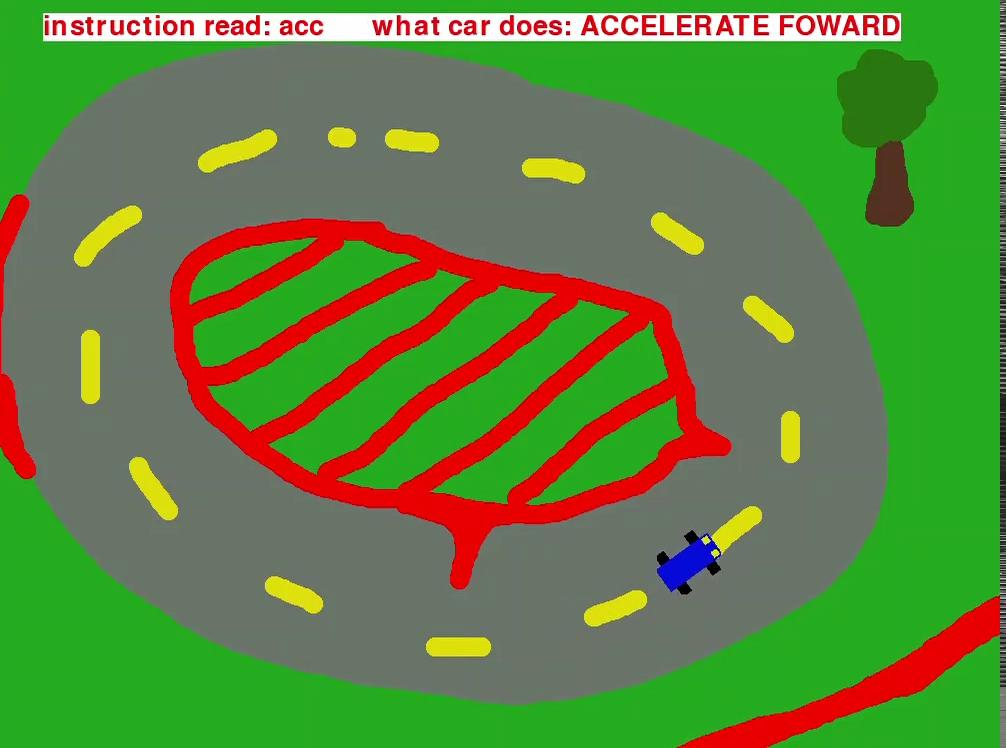 instruction read: acc what car does: ACCELERATE FOWARD